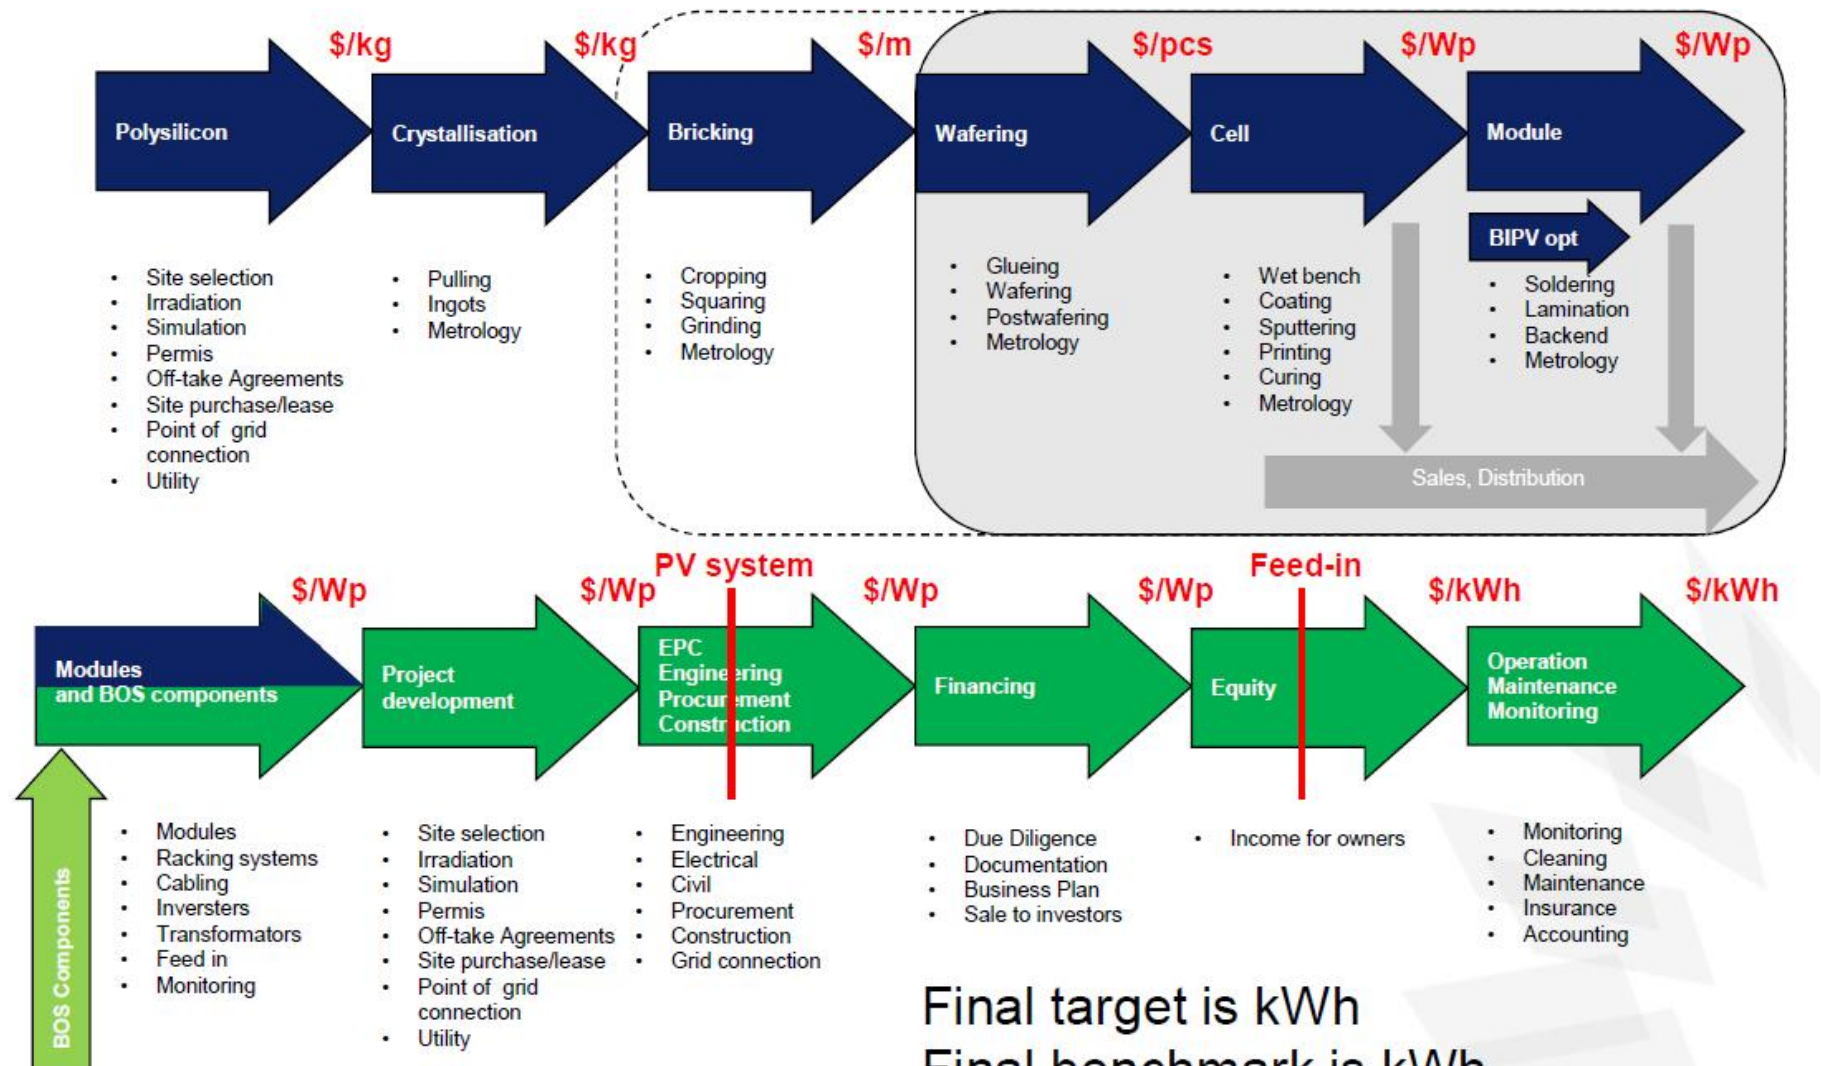 $/kg
$/kg
$/m
$/pcs
$/Wp
$/Wp
Polysilicon
Crystallisation
Bricking
Wafering
Cell
Module
BIPV opt
• Site selection
• Irradiation
• Simulation
• Permis
• Off-take Agreements
• Site purchase/lease
• Point of grid
connection
• Utility
• Pulling
• Ingots
• Metrology
• Cropping
• Squaring
• Grinding
• Metrology
• Glueing
• Wafering
• Postwafering
• Metrology
• Wet bench
• Coating
• Sputtering
• Printing
• Curing
• Metrology
• Soldering
• Lamination
• Backend
• Metrology
Sales, Distribution
$/Wp
$/Wp
PV system
$/Wp
$/Wp
Feed-in
$/kWh
$/kWh
Modules
and BOS components
Project
development
EPC
Engineering
Procurement
Construction
Financing
Equity
Operation
Maintenance
Monitoring
BOS Components
• Modules
• Racking systems
• Cabling
• Inversters
• Transformators
• Feed in
• Monitoring
• Site selection
• Irradiation
• Simulation
• Permis
• Off-take Agreements
• Site purchase/lease
• Point of grid
connection
• Utility
• Engineering
• Electrical
• Civil
• Procurement
• Construction
• Grid connection
• Due Diligence
• Documentation
• Business Plan
• Sale to investors
• Income for owners
• Monitoring
• Cleaning
• Maintenance
• Insurance
• Accounting
Final target is kWh
Final benchmark is kWh